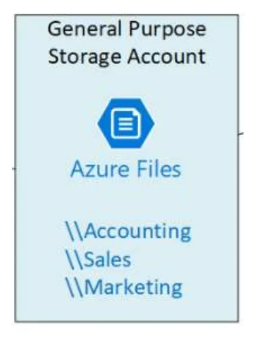 General Purpose
Storage Account
Azure Files
\\Accounting
\\Sales
\\Marketing